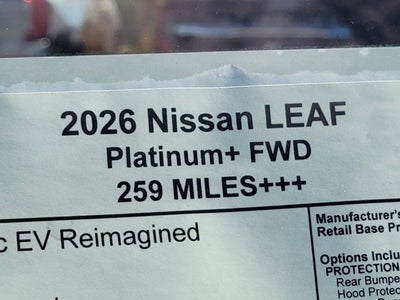 2026 Nissan LEAF
Platinum+ FWD
259 MILES+++
c EV Reimagined
Manufacturer's
Retail Base Pr
Options Inclu
PROTECTION
Rear Bumpe
Hood Protec